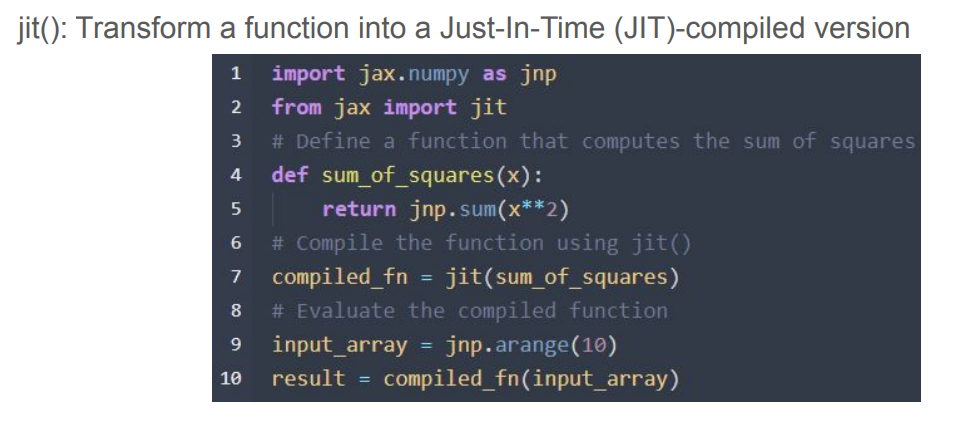 jit(): Transform a function into a Just-In-Time (JIT)-compiled version
1 import jax.numpy as jnp
2 from jax import jit
3 # Define a function that computes the sum of squares
4 def sum_of_squares(x):
5     return jnp.sum(x**2)
6 # Compile the function using jit()
7 compiled_fn = jit(sum_of_squares)
8 # Evaluate the compiled function
9 input_array = jnp.arange(10)
10 result = compiled_fn(input_array)